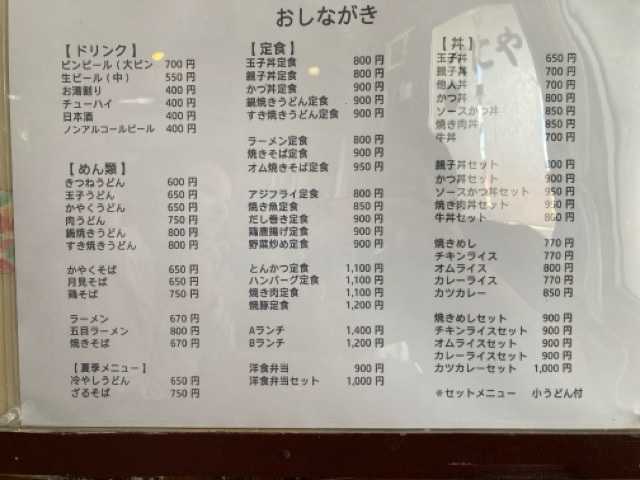 おしながき
【ドリンク】
ビンビール(大ビン 700円
生ビール(中) 550円
お湯割り 400円
チューハイ 400円
日本酒 400円
ノンアルコールビール 400円
【めん類】
きつねうどん 600円
玉子うどん 650円
かやくうどん 650円
肉うどん 750円
鍋焼きうどん 800円
すき焼きうどん 800円
かやくそば 650円
月見そば 650円
鶏そば 750円
ラーメン 670円
五目ラーメン 800円
焼きそば 670円
【夏季メニュー】
冷やしうどん 650円
ざるそば 750円
【定食】
玉子丼定食 800円
親子丼定食 800円
かつ丼定食 900円
鍋焼きうどん定食 900円
すき焼きうどん定食 900円
ラーメン定食 800円
焼きそば定食 900円
オム焼きそば定食 950円
アジフライ定食 850円
焼き魚定食 850円
だし巻き定食 900円
鶏唐揚げ定食 900円
野菜炒め定食 900円
とんかつ定食 1,100円
ハンバーグ定食 1,100円
焼き肉定食 1,100円
焼豚定食 1,200円
Aランチ 1,400円
Bランチ 1,200円
洋食弁当 900円
洋食弁当セット 1,000円
【丼】
玉子丼 650円
親子丼 700円
他人丼 700円
かつ丼 800円
ソースかつ丼 850円
焼き肉丼 850円
牛丼 700円
親子丼セット 900円
かつ丼セット 900円
ソースかつ丼セット 950円
焼き肉丼セット 950円
牛丼セット 800円
焼きめし 770円
チキンライス 770円
オムライス 800円
カレーライス 770円
カツカレー 850円
焼きめしセット 900円
チキンライスセット 900円
オムライスセット 900円
カレーライスセット 900円
カツカレーセット 1,000円
※セットメニュー 小うどん付